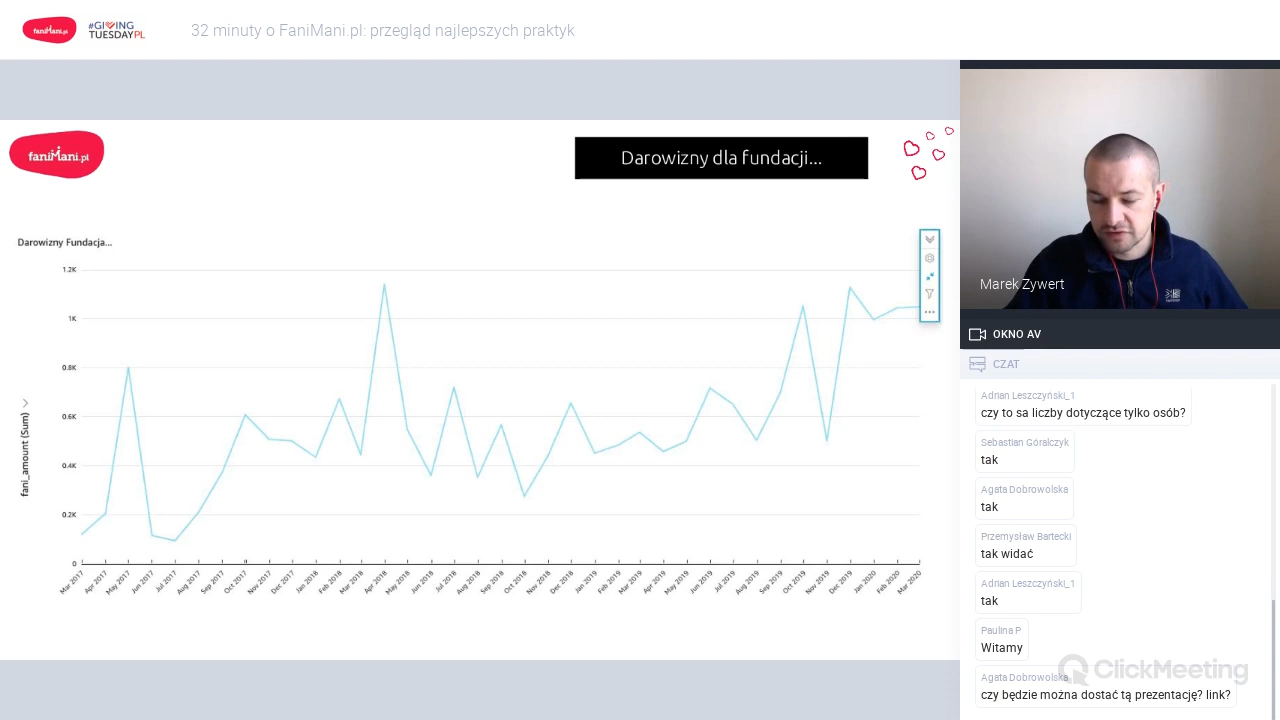 faniMani.pl
#GIVING
TUESDAYPL
32 minuty o FaniMani.pl: przegląd najlepszych praktyk
faniMani.pl
Darowizny dla fundacji...
Darowizny Fundacja...
fani_amount (Sum)
1.2K
1K
0.8K
0.6K
0.4K
0.2K
0
Mar 2017
Apr 2017
May 2017
Jun 2017
Jul 2017
Aug 2017
Sep 2017
Oct 2017
Nov 2017
Dec 2017
Jan 2018
Feb 2018
Mar 2018
Apr 2018
May 2018
Jun 2018
Jul 2018
Aug 2018
Sep 2018
Oct 2018
Nov 2018
Dec 2018
Jan 2019
Feb 2019
Mar 2019
Apr 2019
May 2019
Jun 2019
Jul 2019
Aug 2019
Sep 2019
Oct 2019
Nov 2019
Dec 2019
Jan 2020
Feb 2020
Mar 2020
Marek Zywert
OKNO AV
CZAT
Adrian Leszczyński_1
czy to sa liczby dotyczące tylko osób?
Sebastian Góralczyk
tak
Agata Dobrowolska
tak
Przemysław Bartecki
tak widać
Adrian Leszczyński_1
tak
Paulina P
Witamy
Agata Dobrowolska
czy będzie można dostać tą prezentację? link?
ClickMeeting